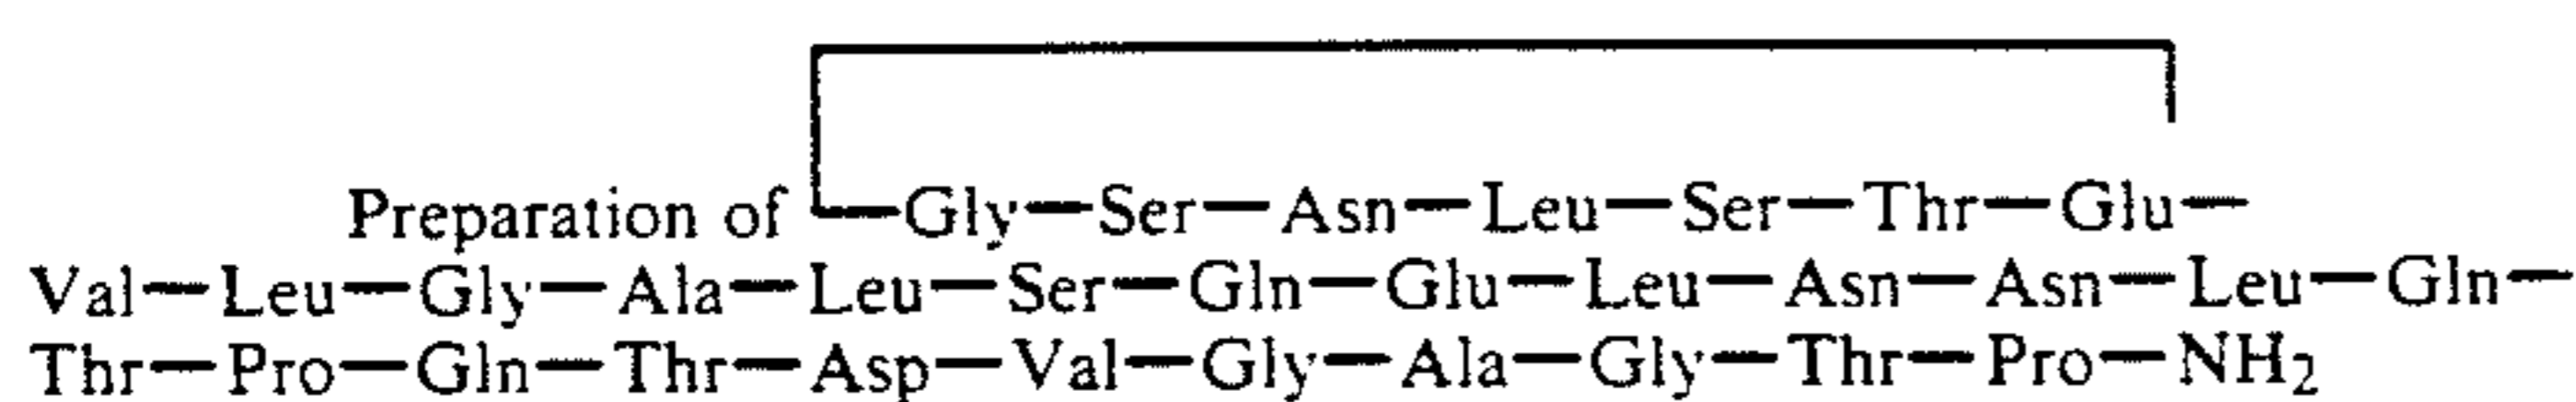 Preparation of —Gly—Ser—Asn—Leu—Ser—Thr—Glu—
Val—Leu—Gly—Ala—Leu—Ser—Gln—Glu—Leu—Asn—Asn—Leu—Gln—
Thr—Pro—Gln—Thr—Asp—Val—Gly—Ala—Gly—Thr—Pro—NH₂